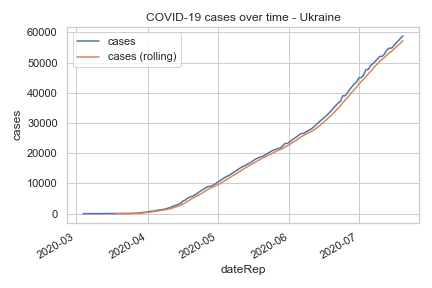 COVID-19 cases over time - Ukraine
cases
cases (rolling)
60000
50000
40000
30000
20000
10000
0
cases
2020-03
2020-04
2020-05
2020-06
2020-07
dateRep